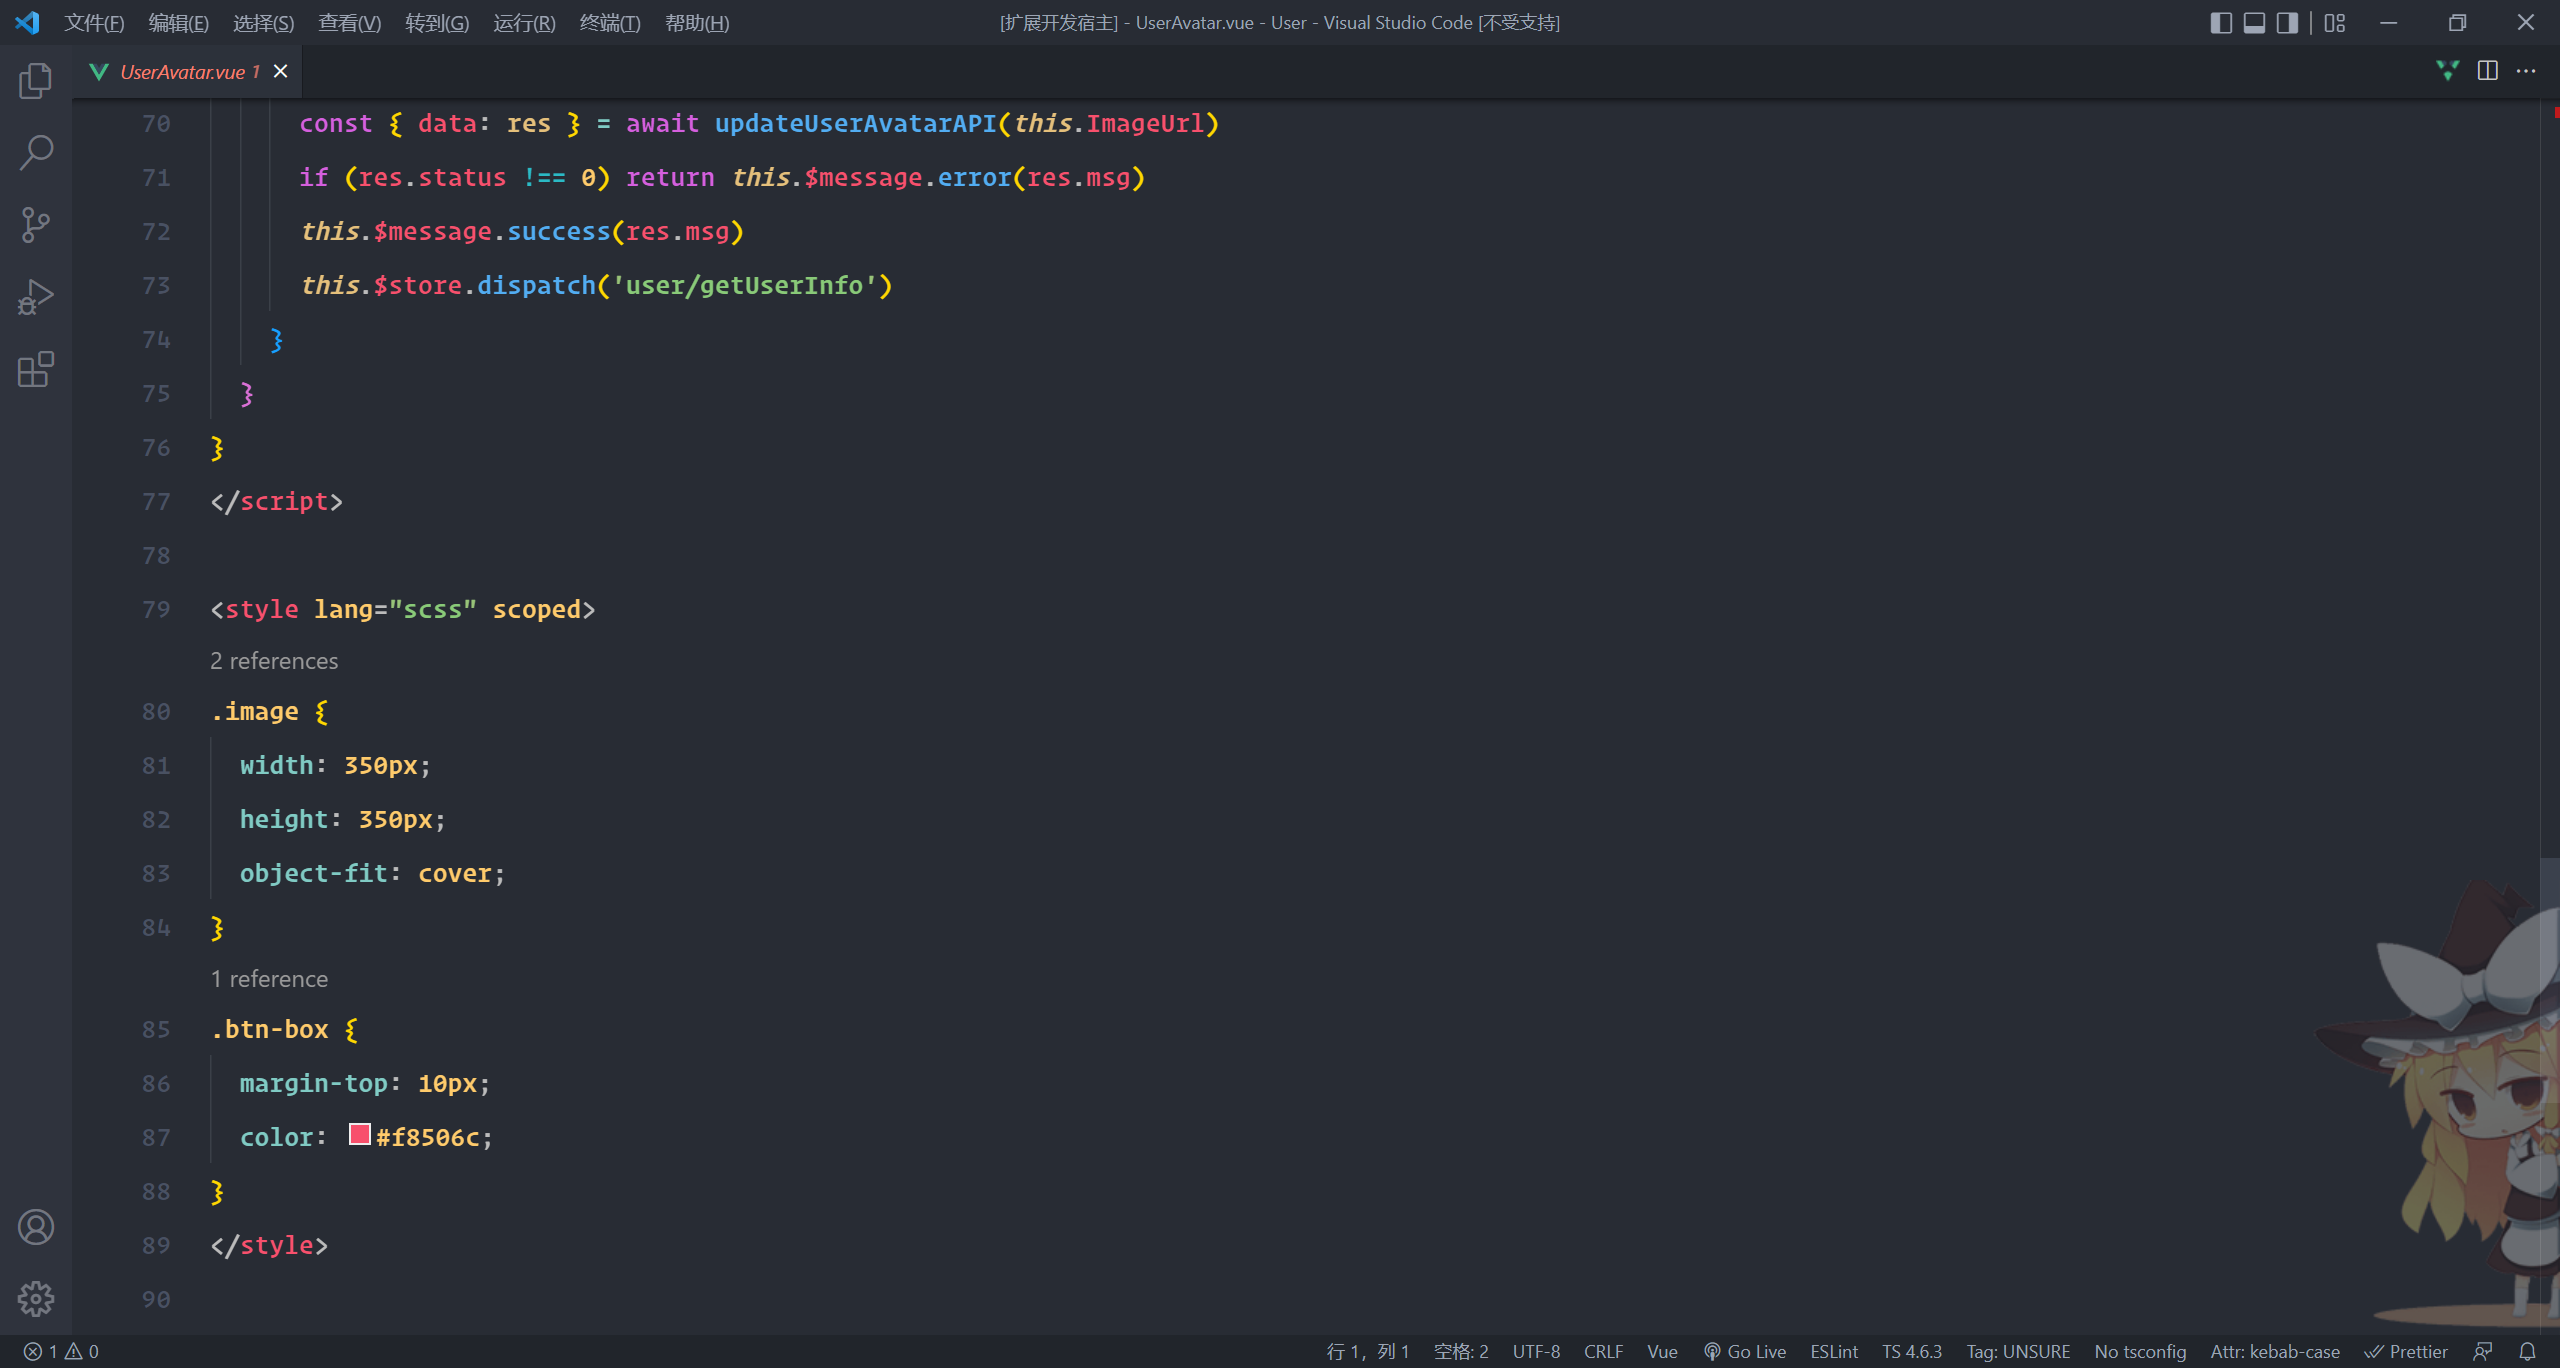 文件(F) 编辑(E) 选择(S) 查看(V) 转到(G) 运行(R) 终端(T) 帮助(H) [扩展开发宿主] - UserAvatar.vue - User - Visual Studio Code [不受支持]
UserAvatar.vue 1
70 const { data: res } = await updateUserAvatarAPI(this.ImageUrl)
71 if (res.status !== 0) return this.$message.error(res.msg)
72 this.$message.success(res.msg)
73 this.$store.dispatch('user/getUserInfo')
74 }
75 }
76 }
77 </script>
78
79 <style lang="scss" scoped>
2 references
80 .image {
81 width: 350px;
82 height: 350px;
83 object-fit: cover;
84 }
1 reference
85 .btn-box {
86 margin-top: 10px;
87 color: #f8506c;
88 }
89 </style>
90
1 0 行 1，列 1 空格: 2 UTF-8 CRLF Vue Go Live ESLint TS 4.6.3 Tag: UNSURE No tsconfig Attr: kebab-case Prettier